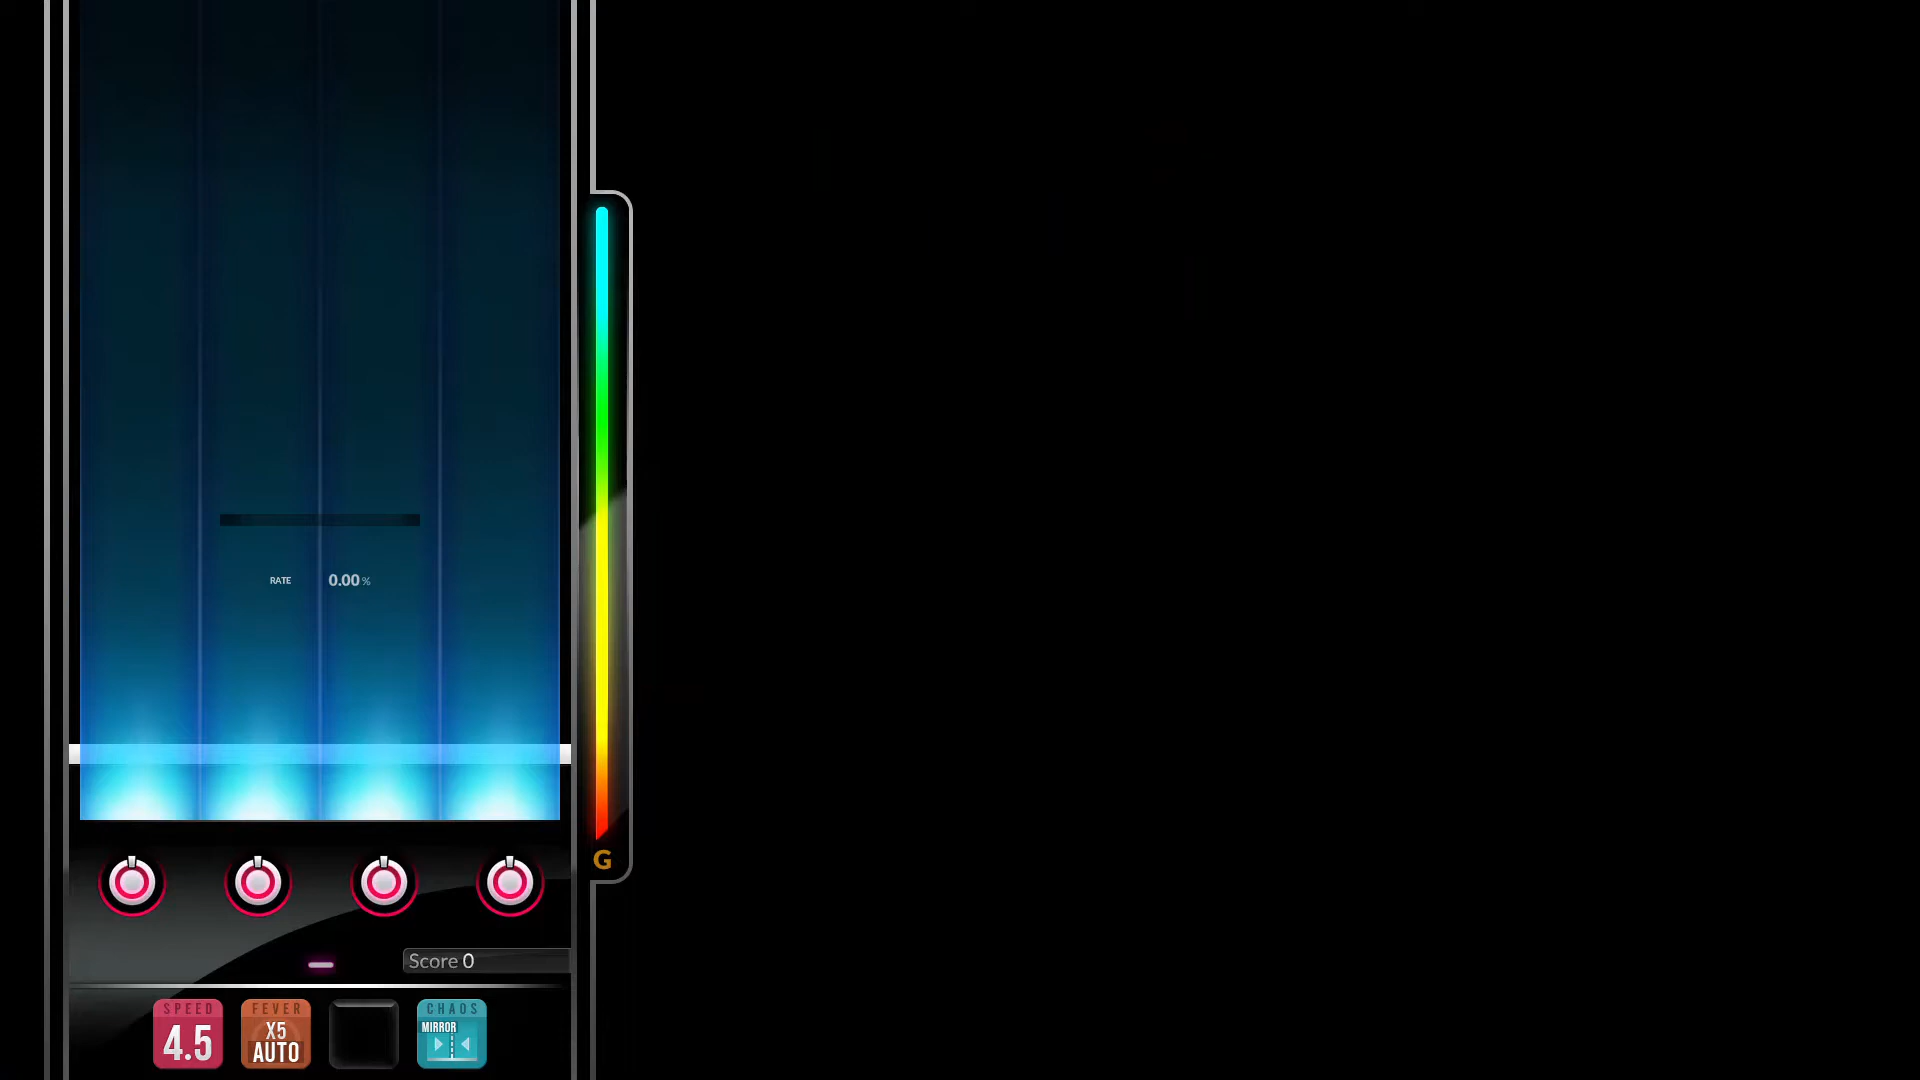 RATE 0.00 %
G
Score 0
SPEED
4.5
FEVER
X5
AUTO
CHAOS
MIRROR